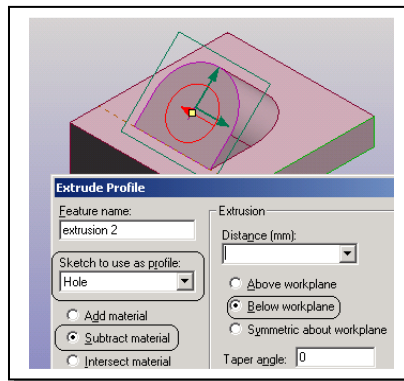 Extrude Profile
Feature name:
extrusion 2
Sketch to use as profile:
Hole
Add material
Subtract material
Intersect material
Extrusion
Distance (mm):
Above workplane
Below workplane
Symmetric about workplane
Taper angle: 0